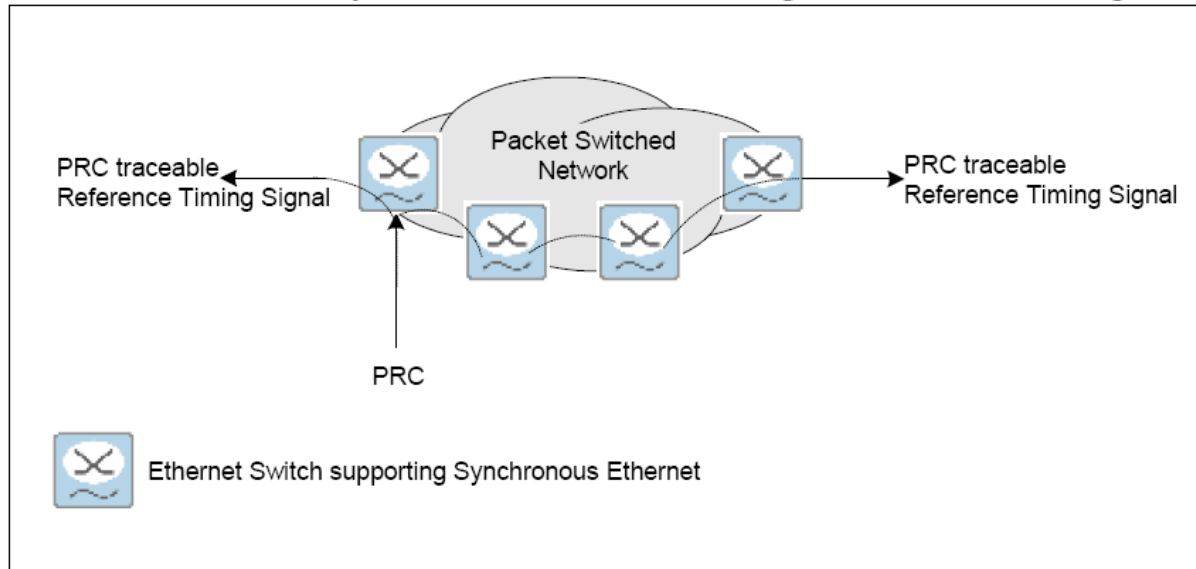 Packet Switched
Network
PRC traceable
Reference Timing Signal
PRC traceable
Reference Timing Signal
PRC
Ethernet Switch supporting Synchronous Ethernet